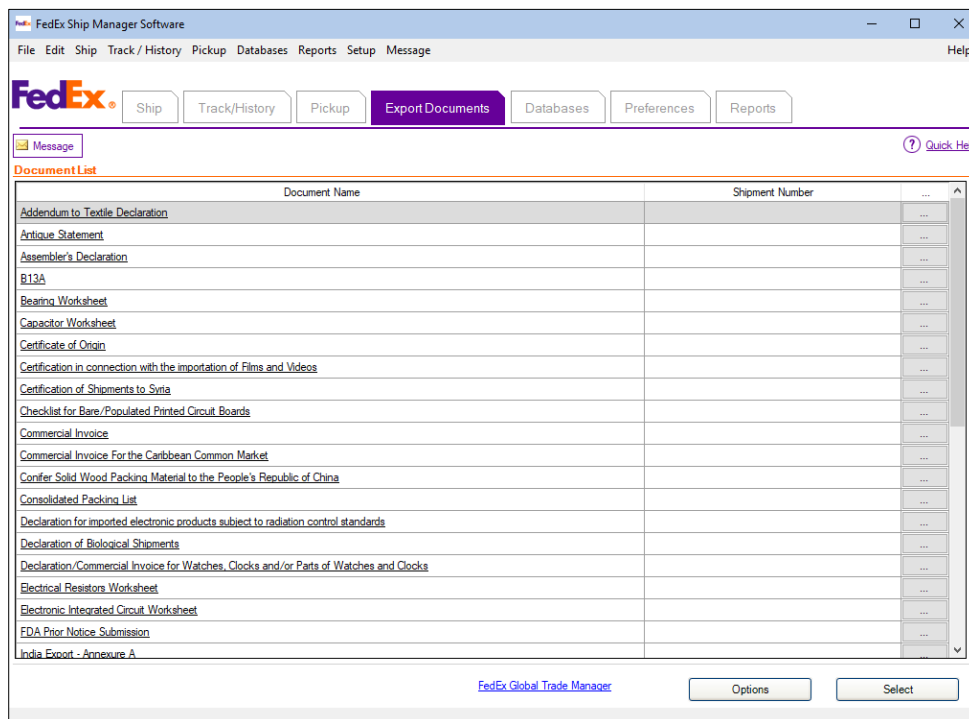 FedEx FedEx Ship Manager Software
File Edit Ship Track / History Pickup Databases Reports Setup Message Help
FedEx® Ship Track/History Pickup Export Documents Databases Preferences Reports
Message ? Quick He
Document List
Document Name Shipment Number ...
Addendum to Textile Declaration ...
Antique Statement ...
Assembler's Declaration ...
B13A ...
Bearing Worksheet ...
Capacitor Worksheet ...
Certificate of Origin ...
Certification in connection with the importation of Films and Videos ...
Certification of Shipments to Syria ...
Checklist for Bare/Populated Printed Circuit Boards ...
Commercial Invoice ...
Commercial Invoice For the Caribbean Common Market ...
Conifer Solid Wood Packing Material to the People's Republic of China ...
Consolidated Packing List ...
Declaration for imported electronic products subject to radiation control standards ...
Declaration of Biological Shipments ...
Declaration/Commercial Invoice for Watches, Clocks and/or Parts of Watches and Clocks ...
Electrical Resistors Worksheet ...
Electronic Integrated Circuit Worksheet ...
FDA Prior Notice Submission ...
India Export - Annexure A ...
FedEx Global Trade Manager Options Select